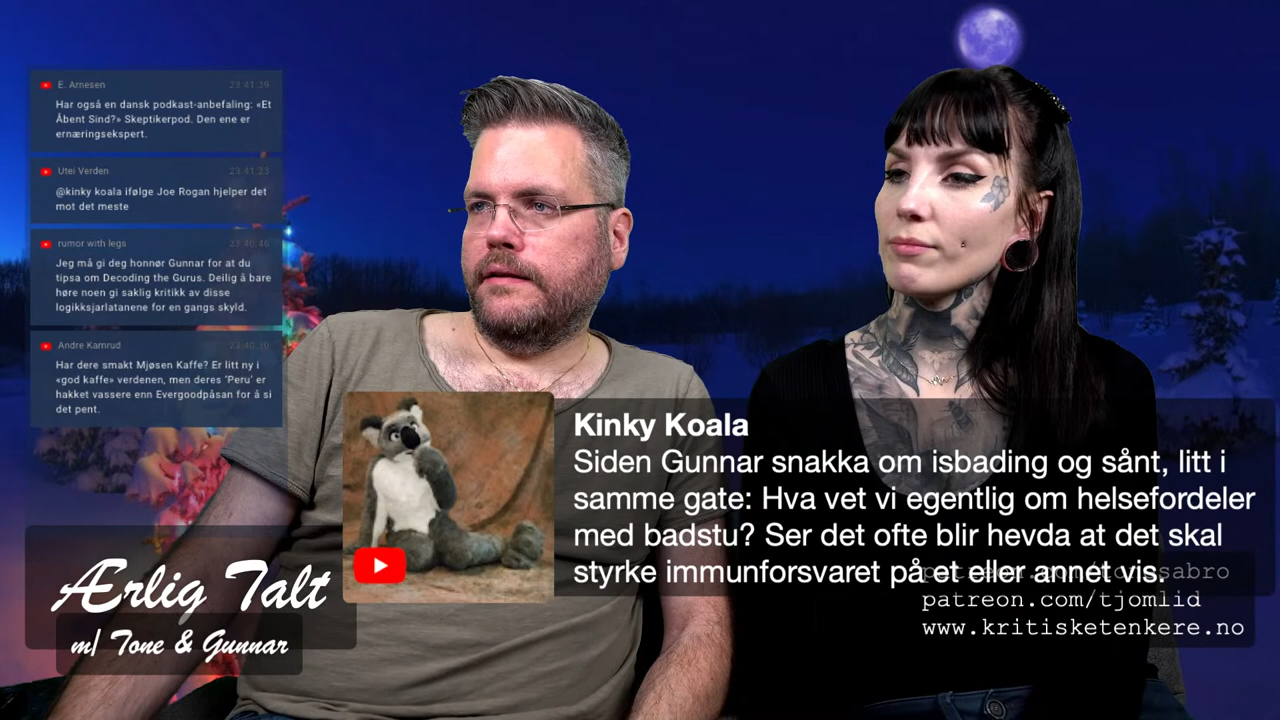 E. Arnesen 23:41:39
Har også en dansk podkast-anbefaling: «Et
Åbent Sind?» Skeptikerpod. Den ene er
ernæringsekspert.
Utei Verden 23:41:23
@kinky koala ifølge Joe Rogan hjelper det
mot det meste
rumor with legs 23:40:46
Jeg må gi deg honnør Gunnar for at du
tipsa om Decoding the Gurus. Deilig å bare
høre noen gi saklig kritikk av disse
logikksjarlatanene for en gangs skyld.
Andre Kamrud
Har dere smakt Mjøsen Kaffe? Er litt ny i
«god kaffe» verdenen, men deres 'Peru' er
hakket vassere enn Evergoodpåsan for å si
det pent.
Kinky Koala
Siden Gunnar snakka om isbading og sånt, litt i
samme gate: Hva vet vi egentlig om helsefordeler
med badstu? Ser det ofte blir hevda at det skal
styrke immunforsvaret på et eller annet vis.
patreon.com/tjomlid
www.kritisketenkere.no
Ærlig Talt
m/ Tone & Gunnar